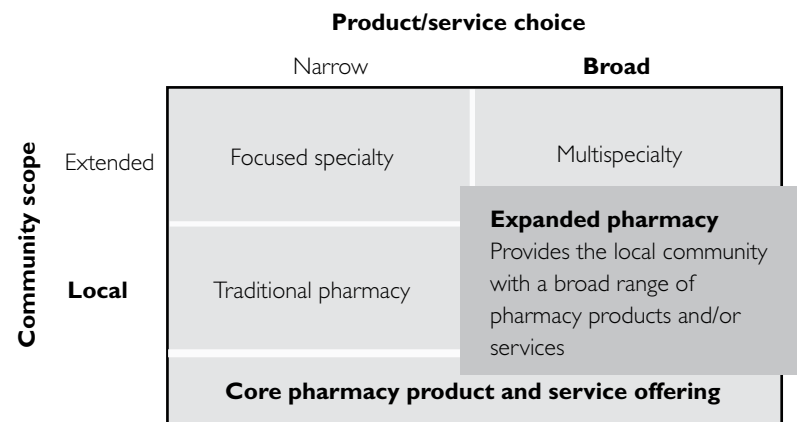 Product/service choice
Narrow
Broad
Community scope
Extended
Focused specialty
Multispecialty
Local
Traditional pharmacy
Expanded pharmacy
Provides the local community
with a broad range of
pharmacy products and/or
services
Core pharmacy product and service offering